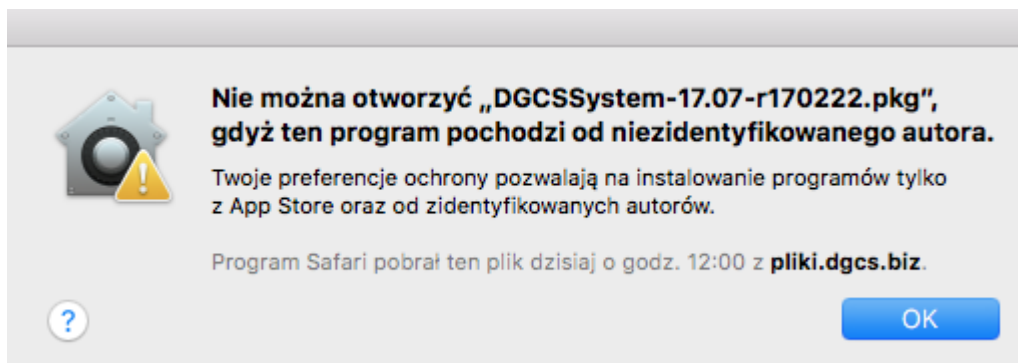 Nie można otworzyć „DGCSSystem-17.07-r170222.pkg”,
gdyż ten program pochodzi od niezidentyfikowanego autora.
Twoje preferencje ochrony pozwalają na instalowanie programów tylko
z App Store oraz od zidentyfikowanych autorów.
Program Safari pobrał ten plik dzisiaj o godz. 12:00 z pliki.dgcs.biz.
?
OK